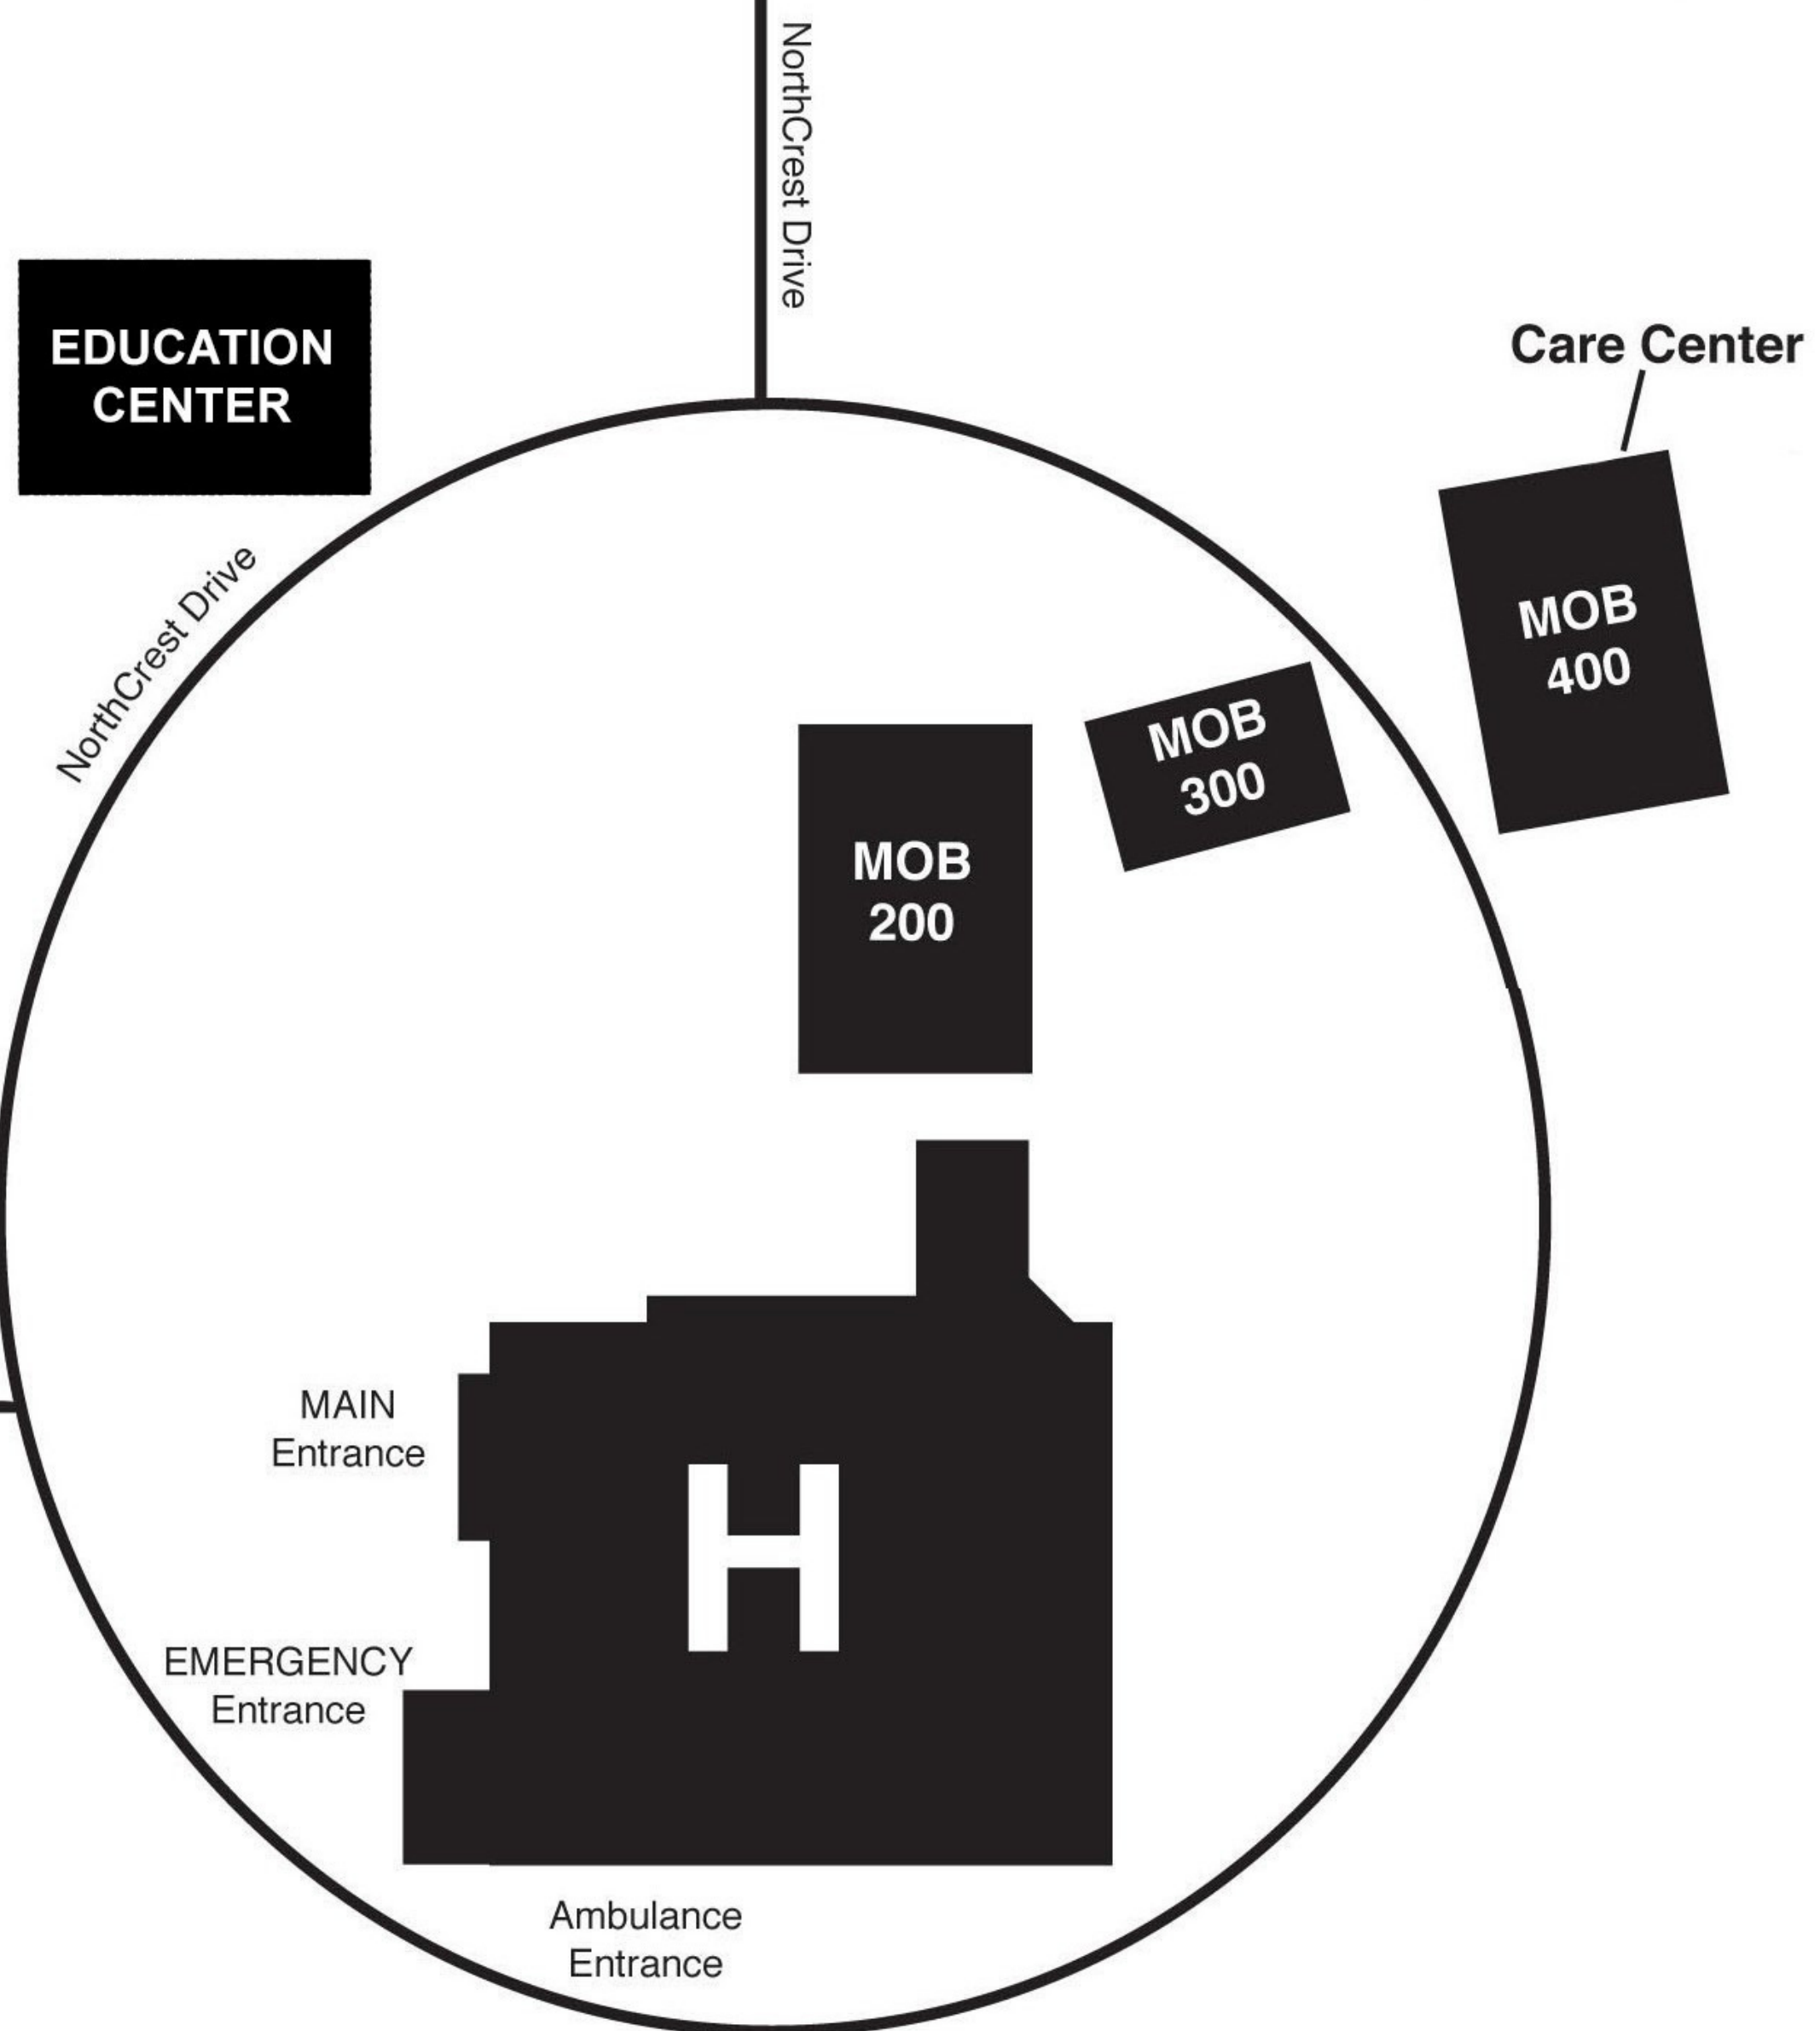 NorthCrest Drive
EDUCATION
CENTER
Care Center
NorthCrest Drive
MOB
400
MOB
300
MOB
200
MAIN
Entrance
H
EMERGENCY
Entrance
Ambulance
Entrance